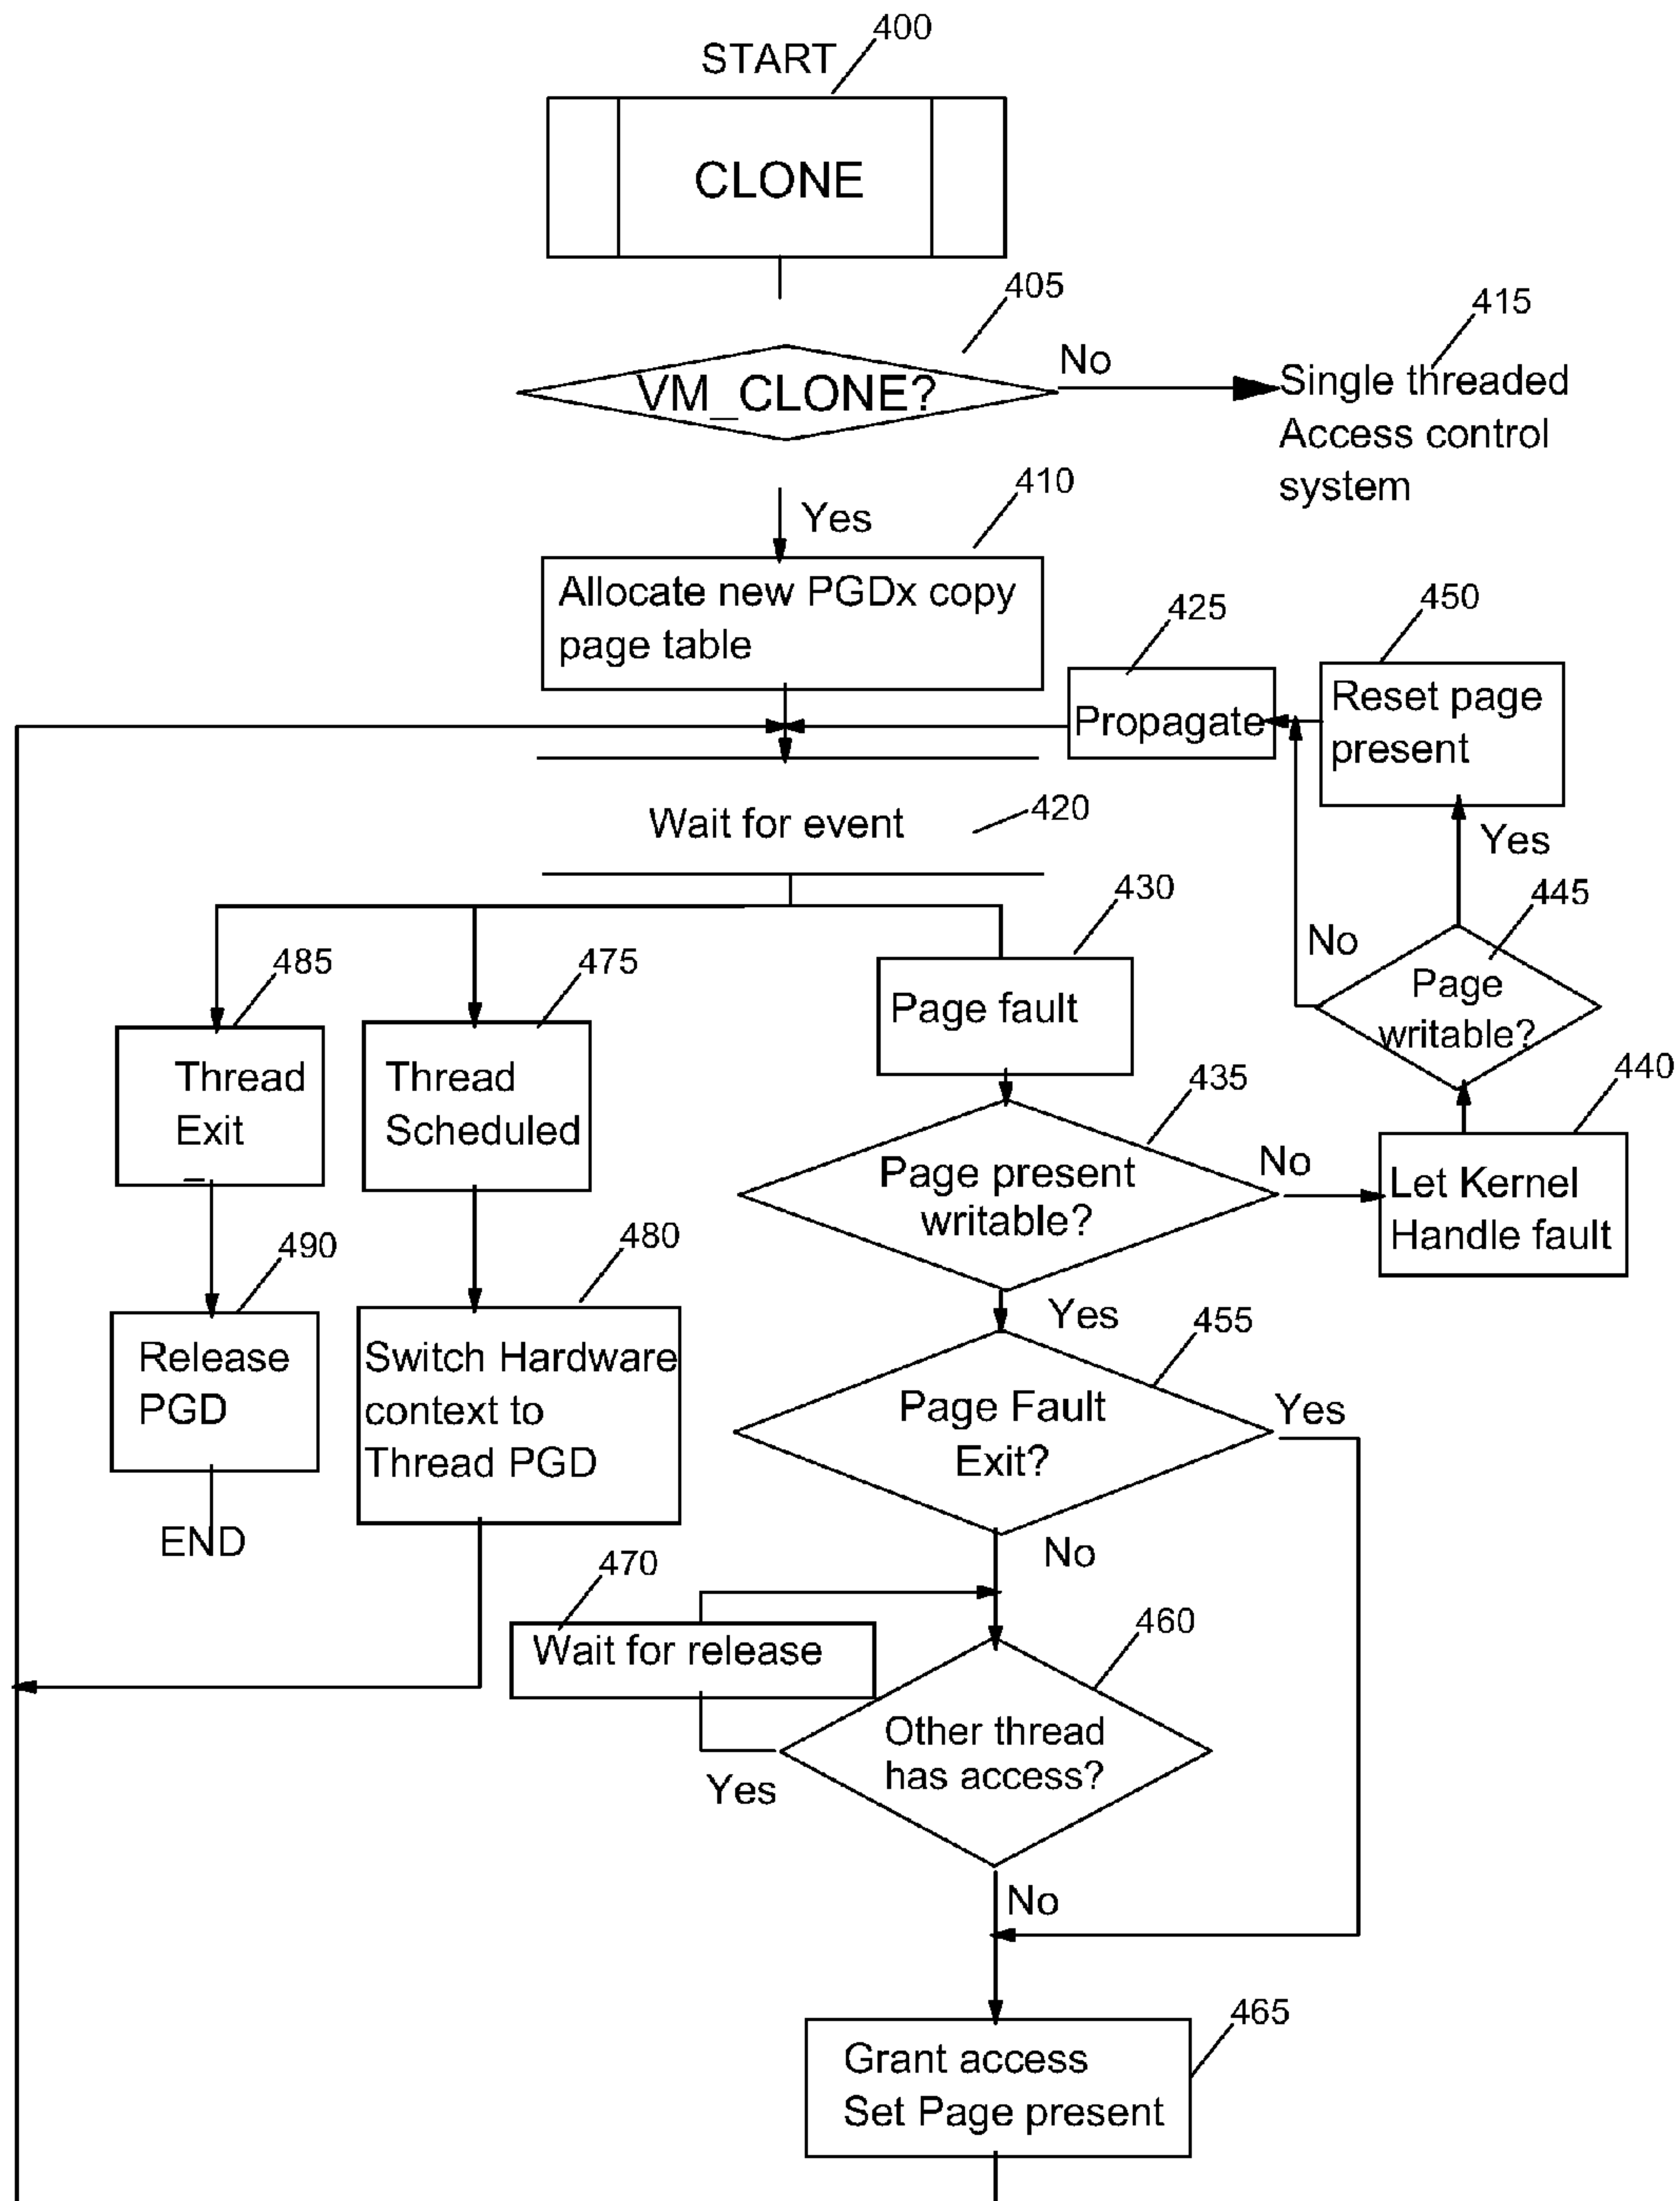 400
START
CLONE
405
415
VM_CLONE?
No
Single threaded
Access control
system
410
Yes
Allocate new PGDx copy
page table
425
450
Propagate
Reset page
present
Wait for event
420
Yes
430
445
No
485
475
Page fault
Page
writable?
Thread
Exit
Thread
Scheduled
435
440
Page present
writable?
No
Let Kernel
Handle fault
490
480
Yes
455
Release
PGD
Switch Hardware
context to
Thread PGD
Page Fault
Exit?
Yes
END
No
470
460
Wait for release
Other thread
has access?
Yes
No
465
Grant access
Set Page present